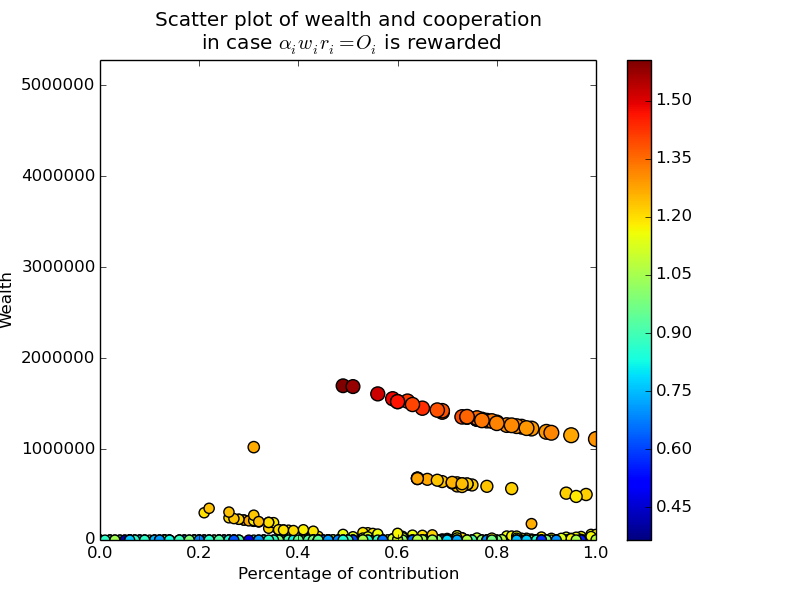 Scatter plot of wealth and cooperation
in case α_i w_i r_i = O_i is rewarded
5000000
4000000
3000000
2000000
1000000
0
0.0 0.2 0.4 0.6 0.8 1.0
Percentage of contribution
Wealth
1.50
1.35
1.20
1.05
0.90
0.75
0.60
0.45